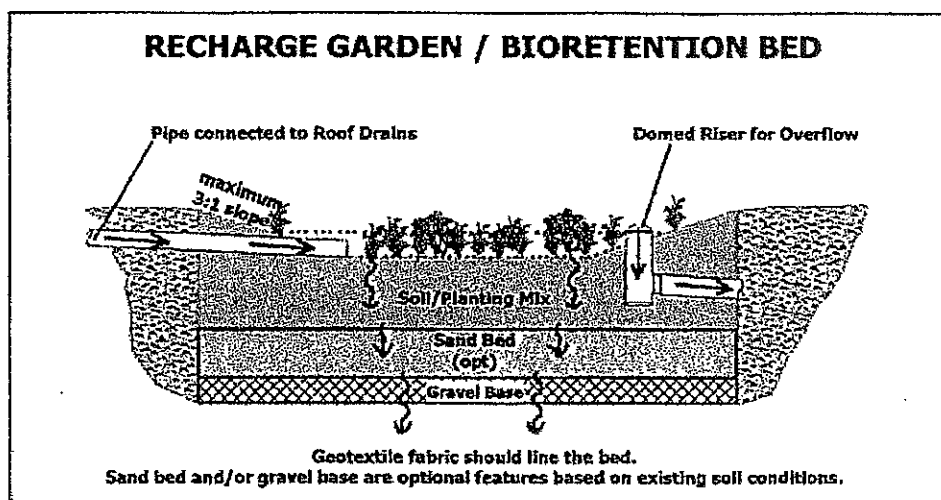 RECHARGE GARDEN / BIORETENTION BED
Pipe connected to Roof Drains
Domed Riser for Overflow
maximum
3:1 slope
Soil/Planting Mix
Sand Bed
(opt)
Gravel Base
Geotextile fabric should line the bed.
Sand bed and/or gravel base are optional features based on existing soil conditions.